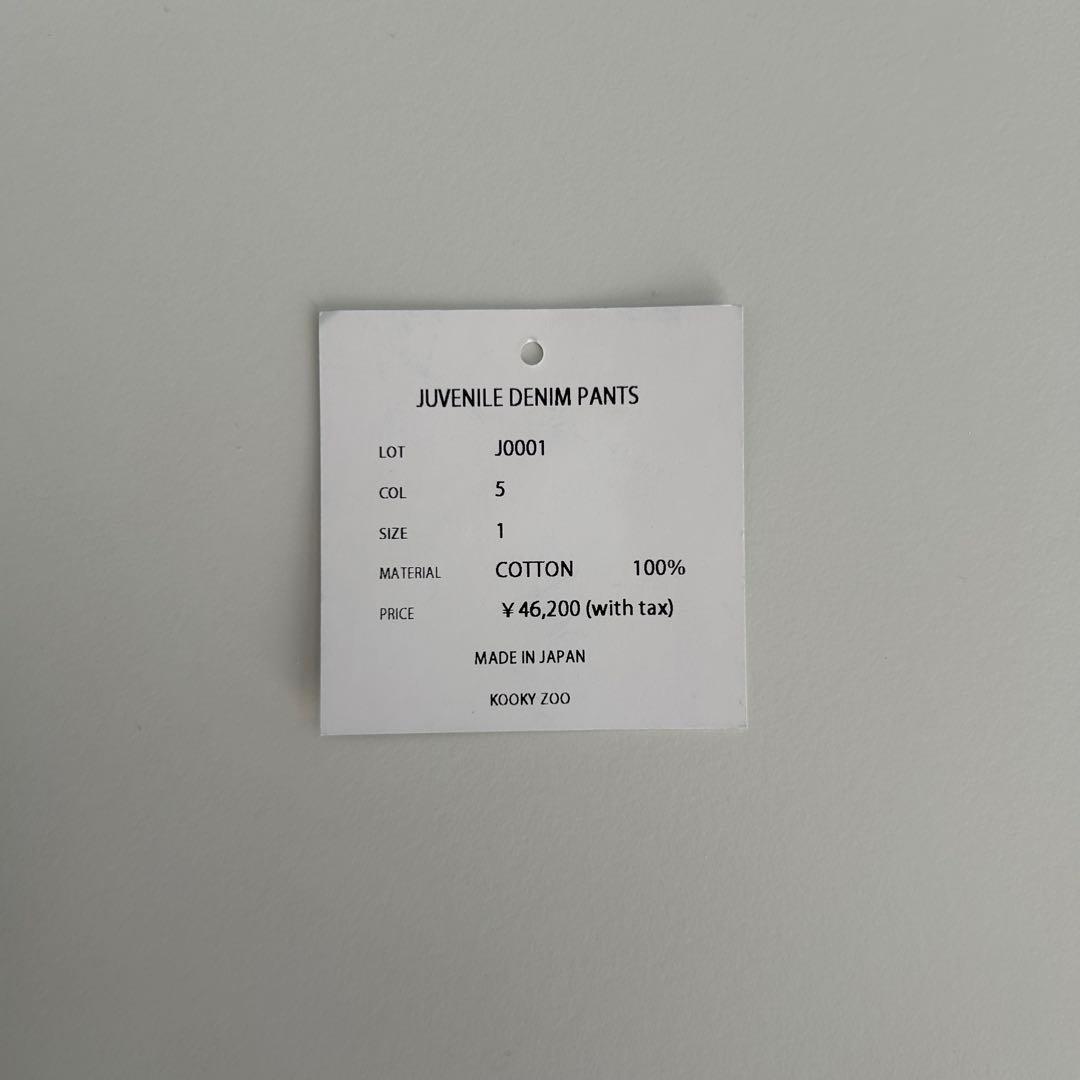 JUVENILE DENIM PANTS
LOT J0001
COL 5
SIZE 1
MATERIAL COTTON 100%
PRICE ¥46,200 (with tax)
MADE IN JAPAN
KOOKY ZOO